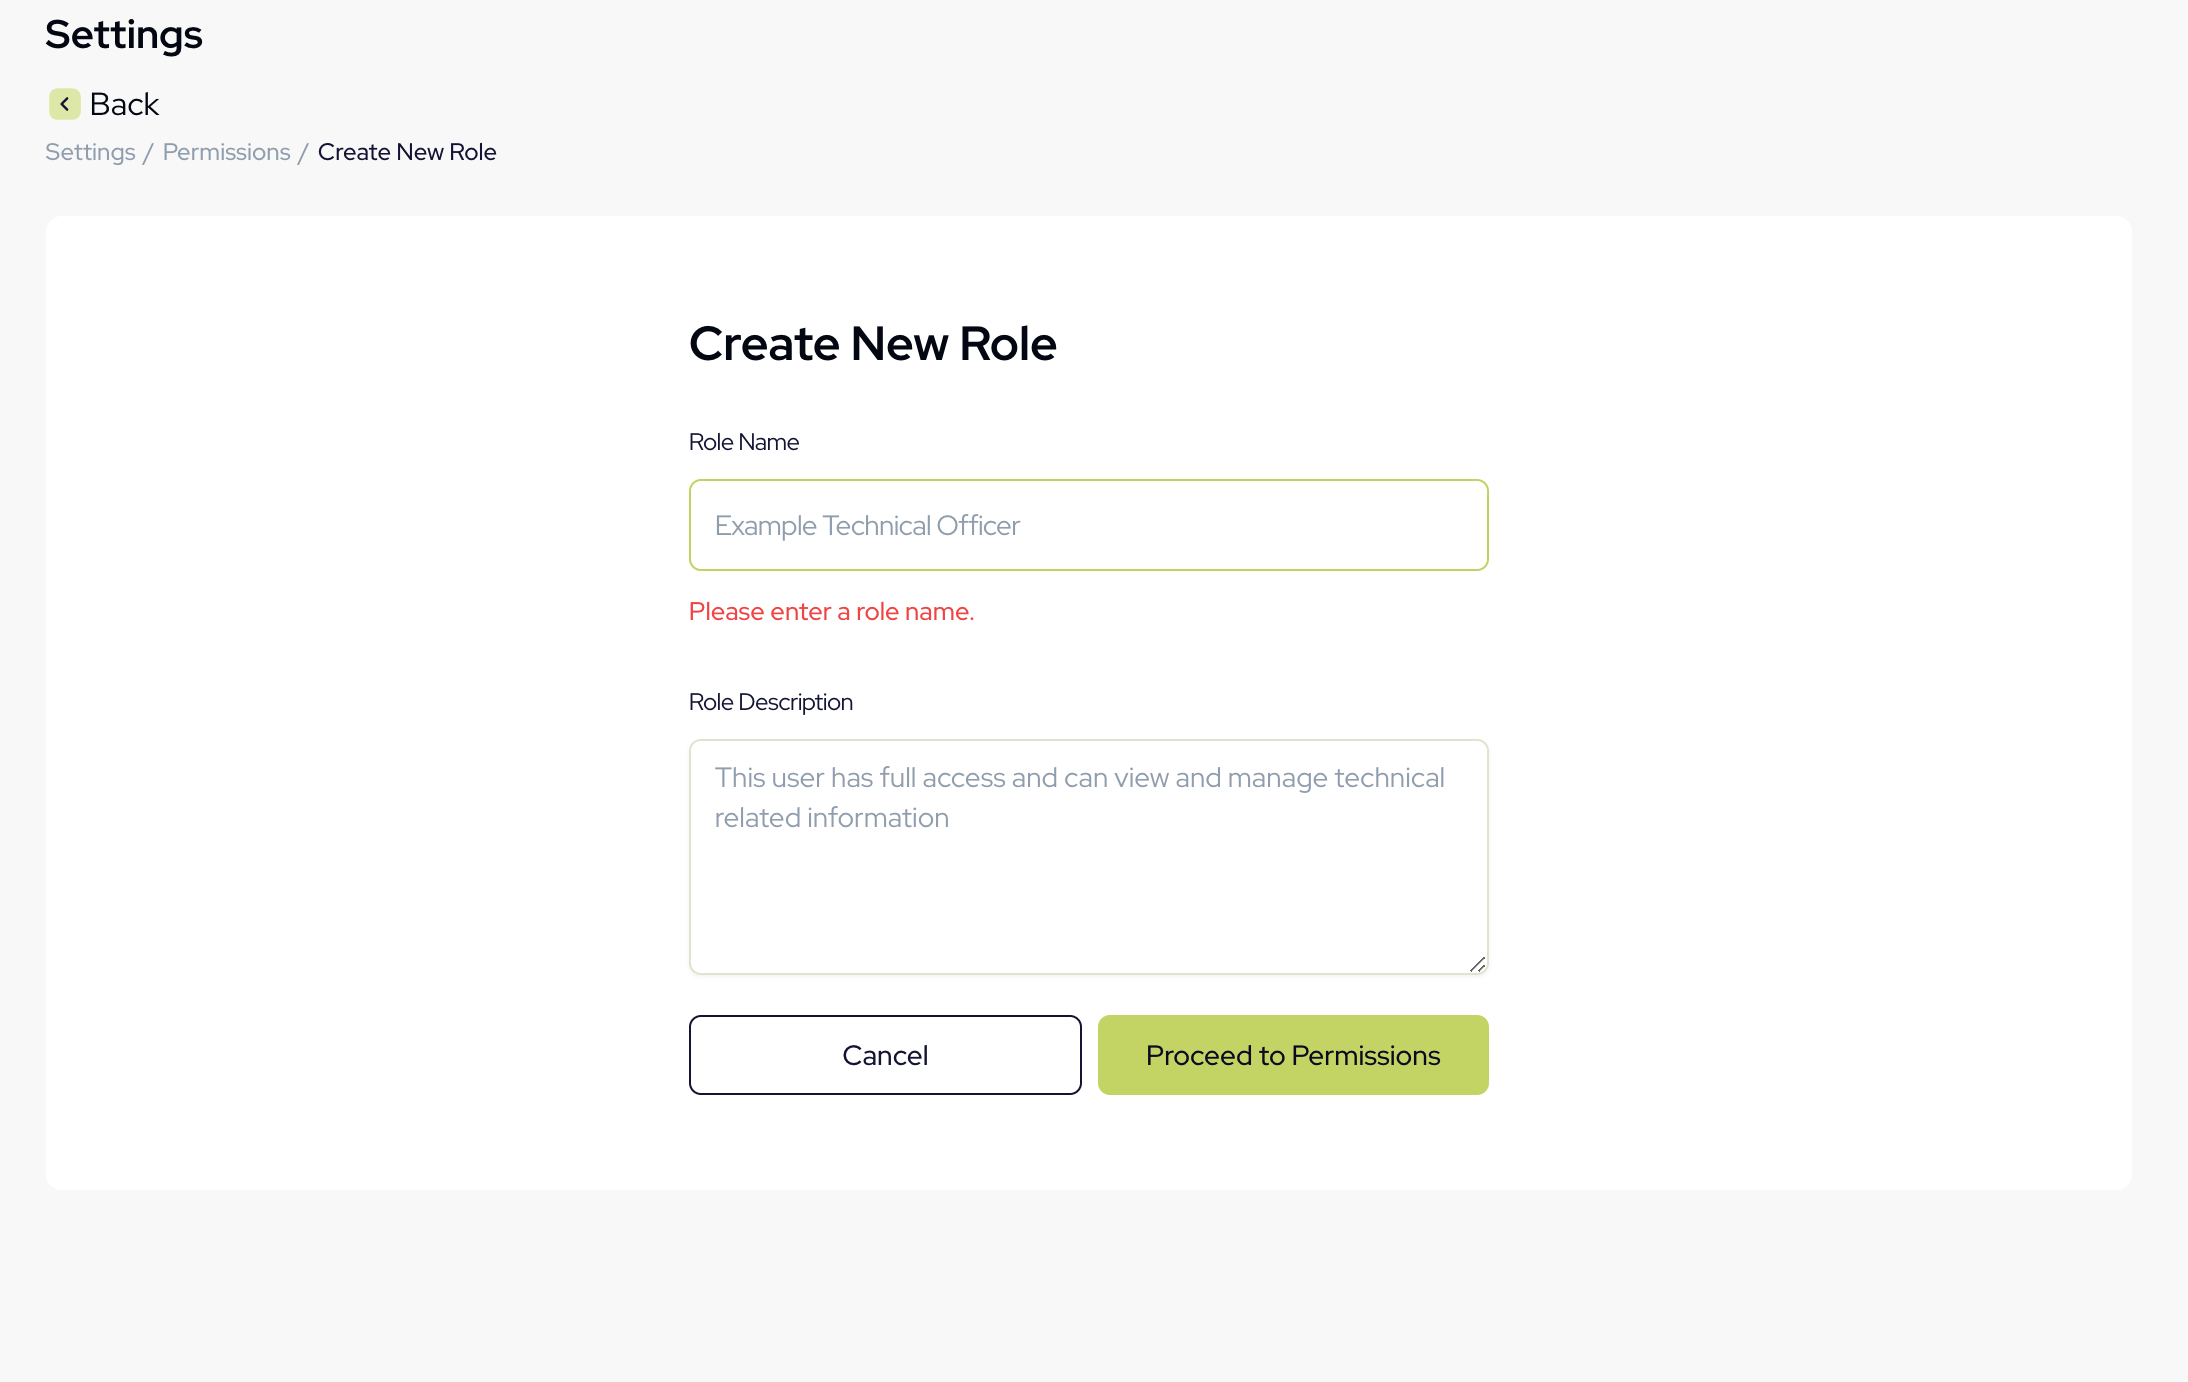 Settings
Back
Settings / Permissions / Create New Role
Create New Role
Role Name
Example Technical Officer
Please enter a role name.
Role Description
This user has full access and can view and manage technical
related information
Cancel
Proceed to Permissions